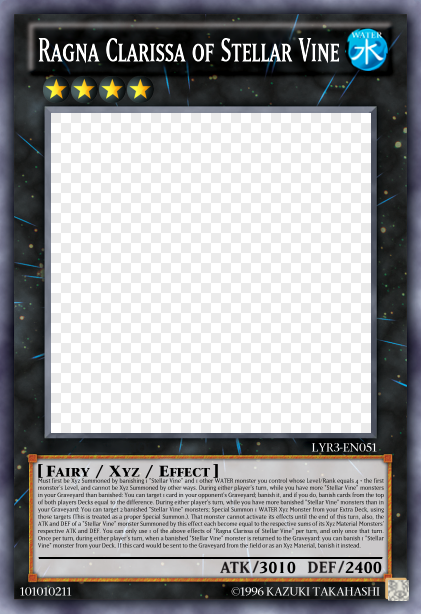 RAGNA CLARISSA OF STELLAR VINE
WATER
水
LYR3-EN051
[ FAIRY / XYZ / EFFECT ]
Must first be Xyz Summoned by banishing 1 "Stellar Vine" and 1 other WATER monster you control whose Level/Rank equals 4 - the first
monster's Level, and cannot be Xyz Summoned by other ways. During either player's turn, while you have more "Stellar Vine" monsters
in your Graveyard than banished: You can target 1 card in your opponent's Graveyard; banish it, and if you do, banish cards from the top
of both players Decks equal to the difference. During either player's turn, while you have more banished "Stellar Vine" monsters than in
your Graveyard: You can target 2 banished "Stellar Vine" monsters; Special Summon 1 WATER Xyz Monster from your Extra Deck, using
those targets (This is treated as a proper Special Summon.). That monster cannot activate its effects until the end of this turn, also, the
ATK and DEF of a "Stellar Vine" monster Summoned by this effect each become equal to the respective sums of its Xyz Material Monsters'
respective ATK and DEF. You can only use 1 of the above effects of "Ragna Clarissa of Stellar Vine" per turn, and only once that turn.
Once per turn, during either player's turn, when a banished "Stellar Vine" monster is returned to the Graveyard: you can banish 1 "Stellar
Vine" monster from your Deck. If this card would be sent to the Graveyard from the field or as an Xyz Material, banish it instead.
ATK/3010 DEF/2400
101010211
©1996 KAZUKI TAKAHASHI